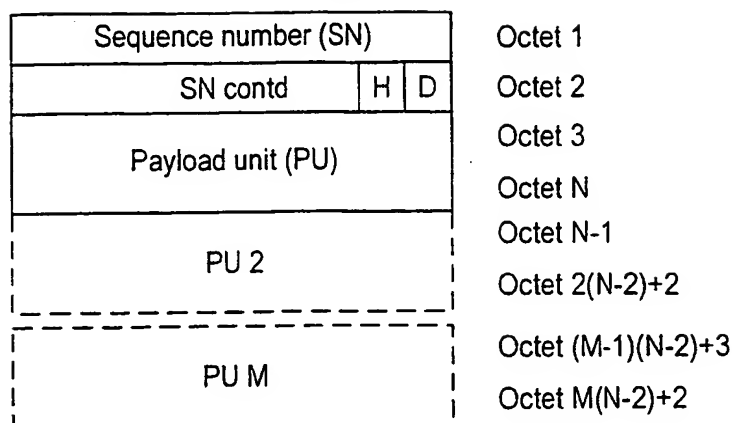 Sequence number (SN) Octet 1
SN contd H D Octet 2
Octet 3
Payload unit (PU)
Octet N
Octet N-1
PU 2
Octet 2(N-2)+2
Octet (M-1)(N-2)+3
PU M
Octet M(N-2)+2